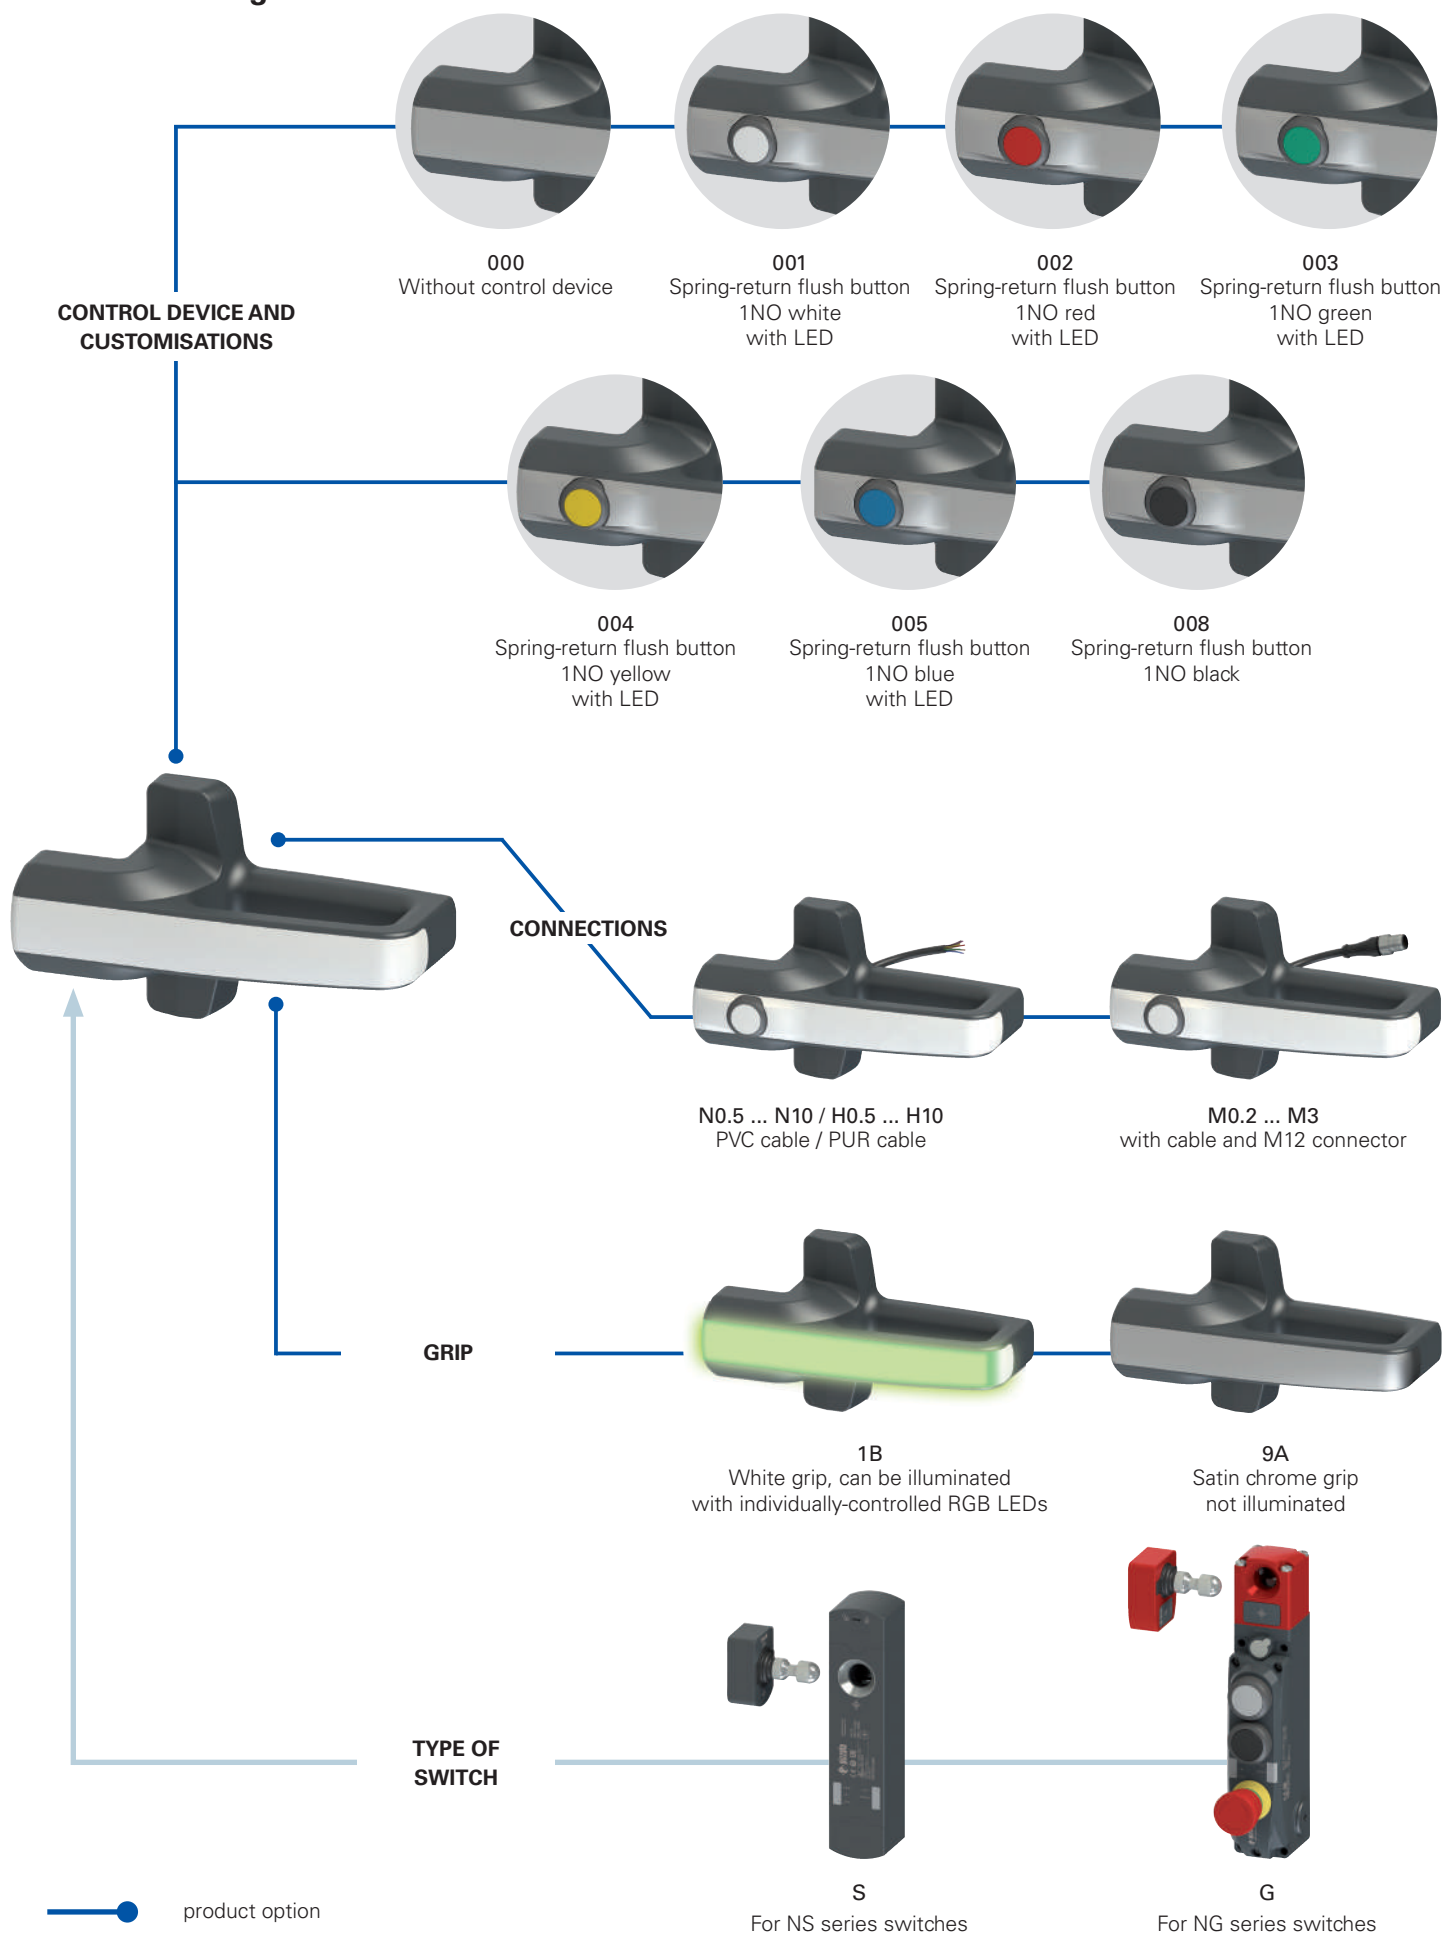 000
Without control device
001
Spring-return flush button
1NO white
with LED
002
Spring-return flush button
1NO red
with LED
003
Spring-return flush button
1NO green
with LED
CONTROL DEVICE AND
CUSTOMISATIONS
004
Spring-return flush button
1NO yellow
with LED
005
Spring-return flush button
1NO blue
with LED
008
Spring-return flush button
1NO black
CONNECTIONS
N0.5 ... N10 / H0.5 ... H10
PVC cable / PUR cable
M0.2 ... M3
with cable and M12 connector
GRIP
1B
White grip, can be illuminated
with individually-controlled RGB LEDs
9A
Satin chrome grip
not illuminated
TYPE OF
SWITCH
S
For NS series switches
G
For NG series switches
product option